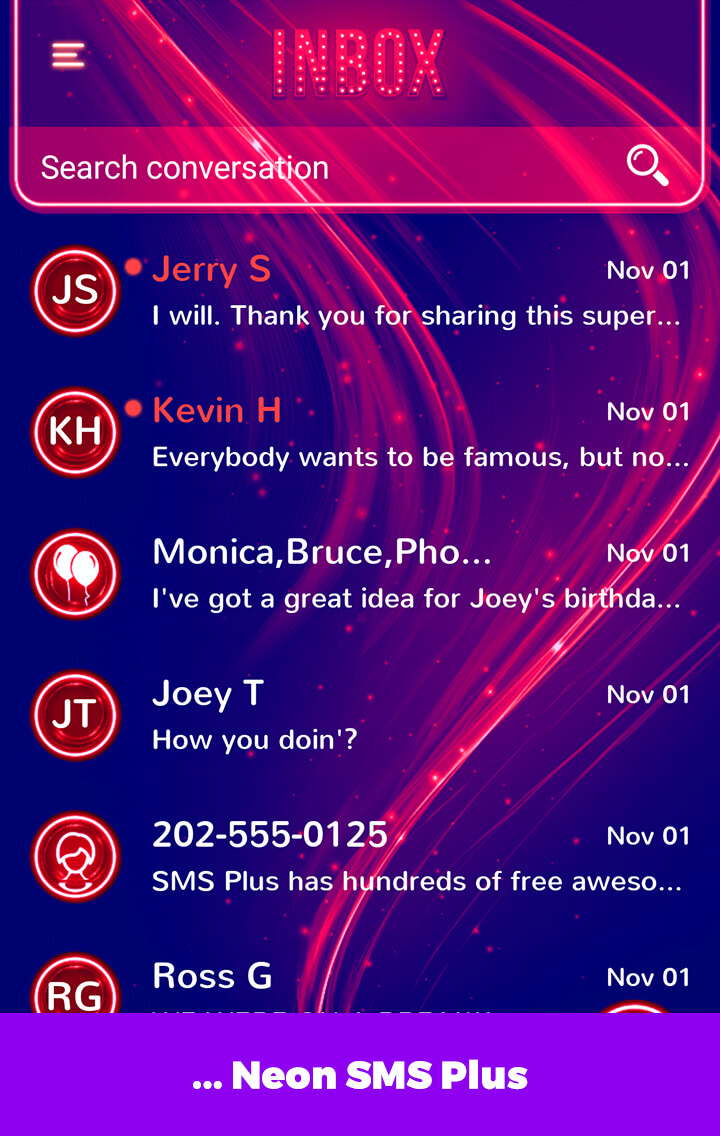 INBOX
Search conversation
JS
Jerry S
Nov 01
I will. Thank you for sharing this super...
KH
Kevin H
Nov 01
Everybody wants to be famous, but no...
Monica,Bruce,Pho...
Nov 01
I've got a great idea for Joey's birthda...
JT
Joey T
Nov 01
How you doin'?
202-555-0125
Nov 01
SMS Plus has hundreds of free aweso...
RG
Ross G
Nov 01
... Neon SMS Plus